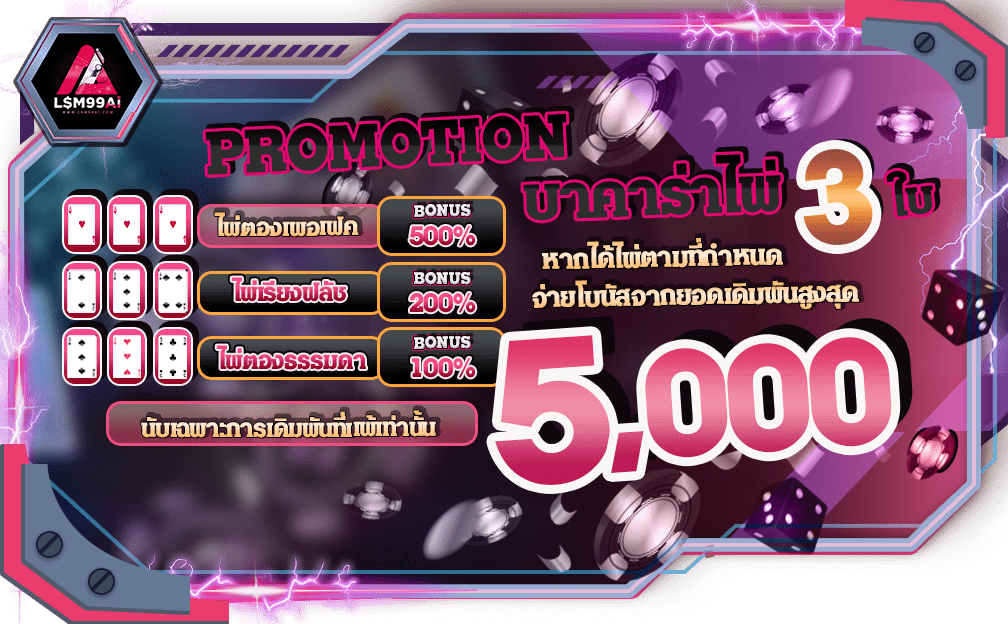 L$M99Ai
WWW.LSM99AI.COM
PROMOTION
บาคาร่าไพ่ 3 ใบ
หากได้ไพ่ตามที่กำหนด
จ่ายโบนัสจากยอดเดิมพันสูงสุด
5,000
ไพ่ตองเพอเฟค
BONUS
500%
ไพ่เรียงฟลัช
BONUS
200%
ไพ่ตองธรรมดา
BONUS
100%
นับเฉพาะการเดิมพันที่แพ้เท่านั้น